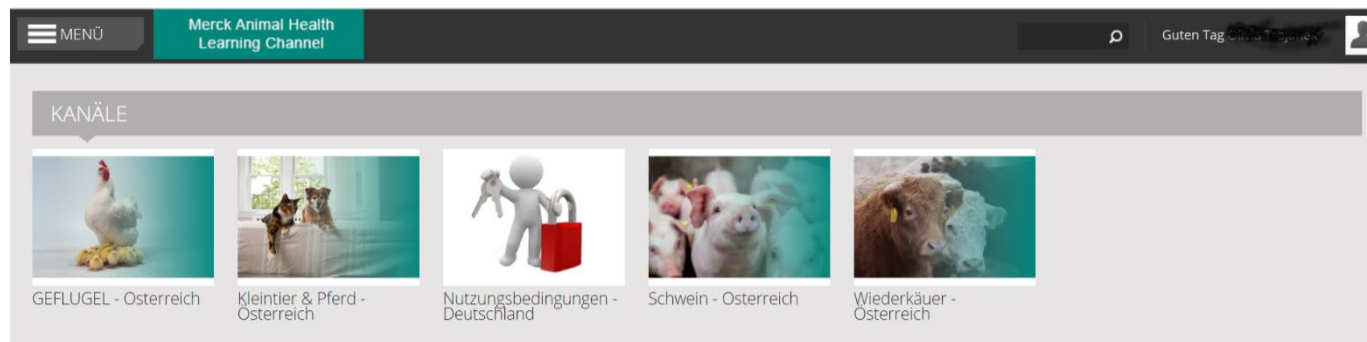 MENÜ
Merck Animal Health
Learning Channel
Guten Tag
KANÄLE
GEFLUGEL - Osterreich
Kleintier & Pferd -
Österreich
Nutzungsbedingungen -
Deutschland
Schwein - Osterreich
Wiederkäuer -
Österreich